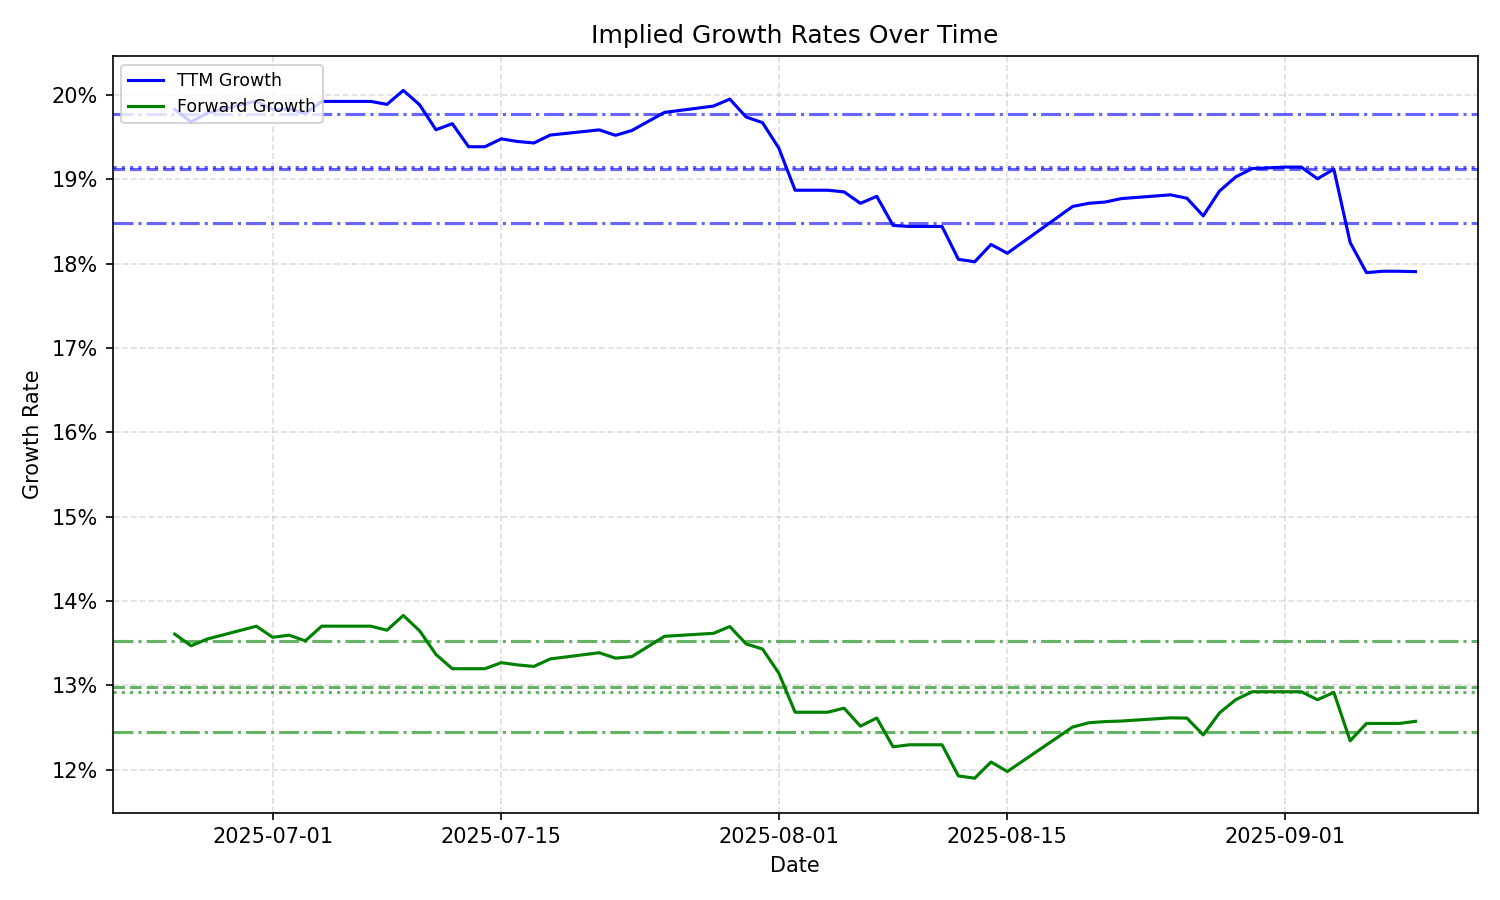 Implied Growth Rates Over Time
TTM Growth
Forward Growth
20%
19%
18%
17%
16%
15%
14%
13%
12%
Growth Rate
2025-07-01
2025-07-15
2025-08-01
2025-08-15
2025-09-01
Date